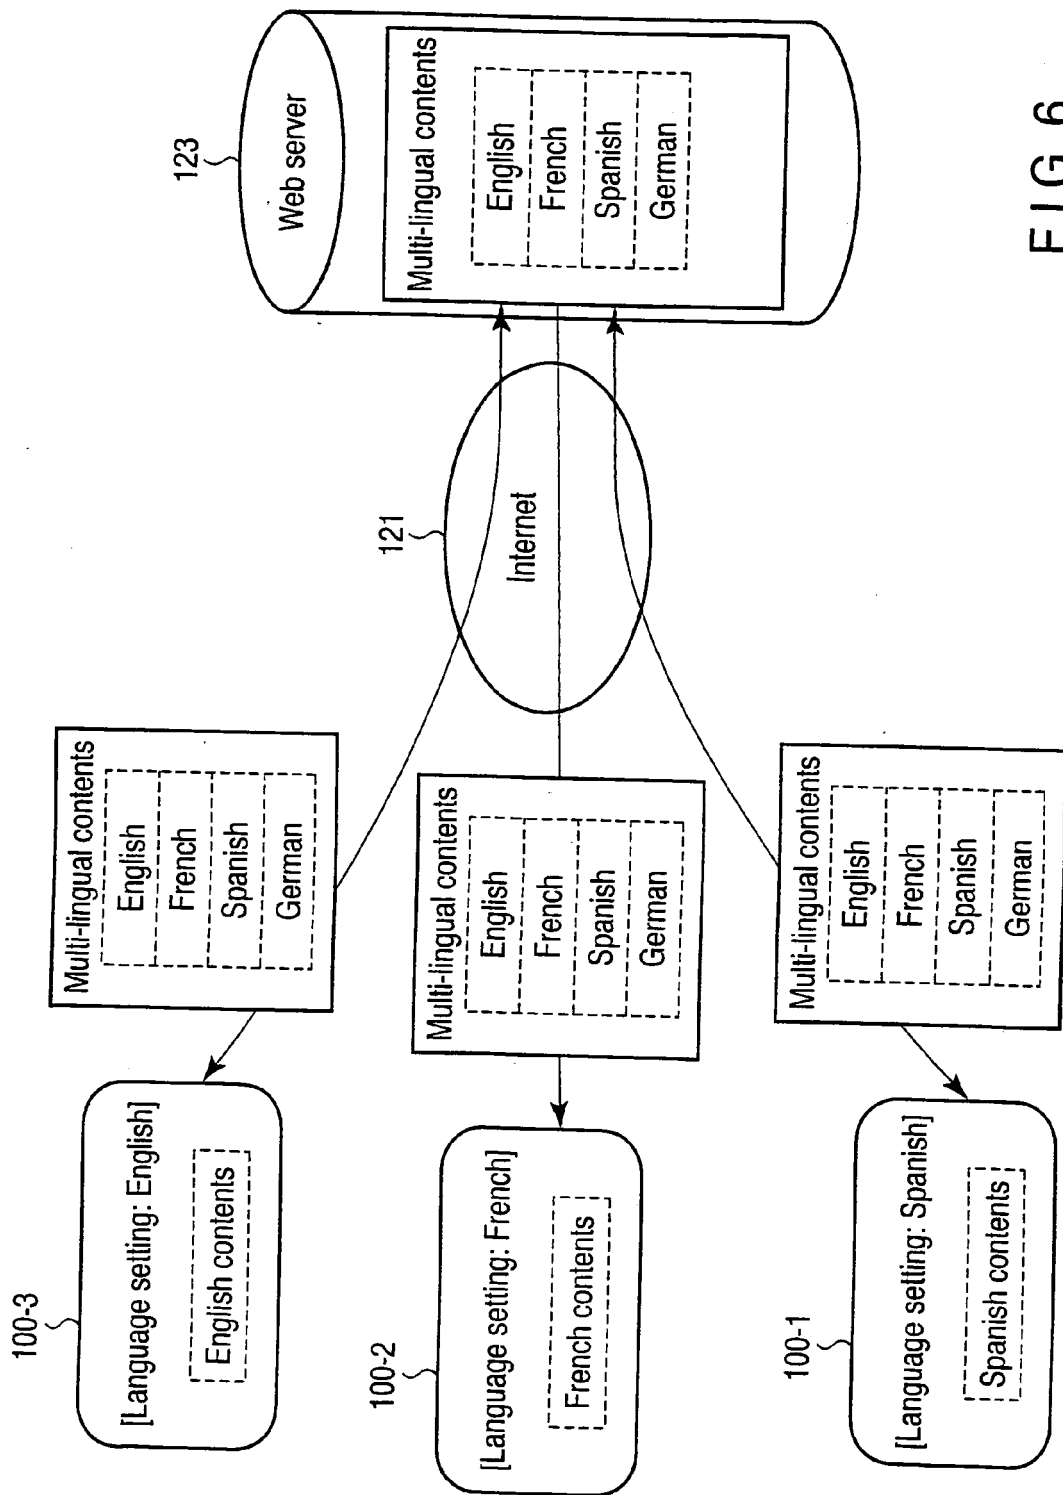 100-3
[Language setting: English]
English contents
Multi-lingual contents
English
French
Spanish
German
100-2
[Language setting: French]
French contents
Multi-lingual contents
English
French
Spanish
German
100-1
[Language setting: Spanish]
Spanish contents
Multi-lingual contents
English
French
Spanish
German
121
Internet
123
Web server
Multi-lingual contents
English
French
Spanish
German
FIG.6